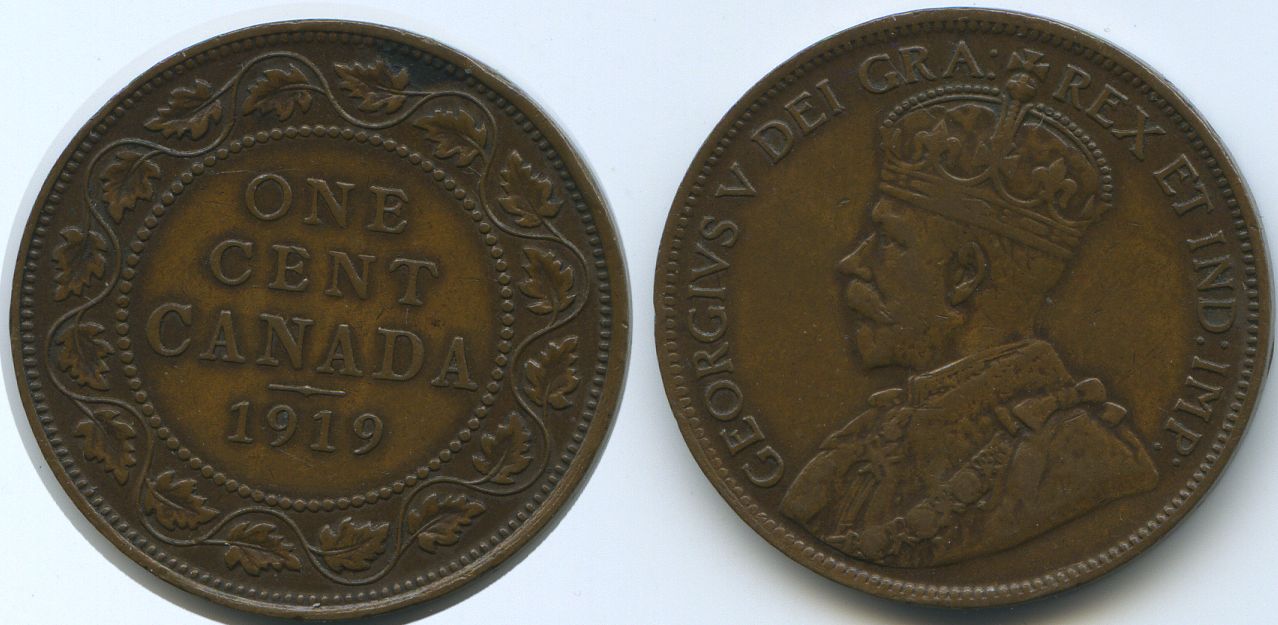 ONE
CENT
CANADA
1919
GEORGIVS V DEI GRA: REX ET IND: IMP.